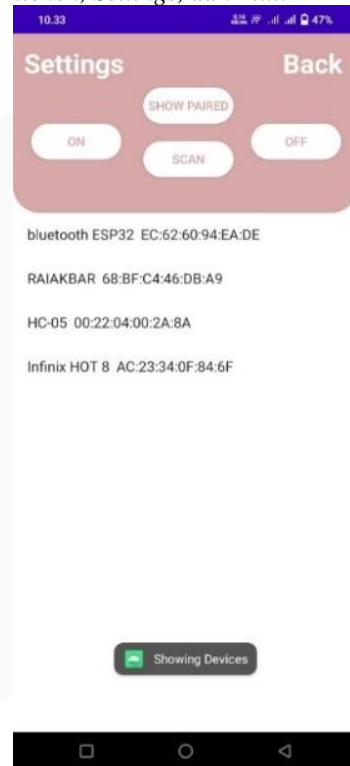 10.33 47%
Settings Back
SHOW PAIRED
ON OFF
SCAN
bluetooth ESP32 EC:62:60:94:EA:DE
RAIAKBAR 68:BF:C4:46:DB:A9
HC-05 00:22:04:00:2A:8A
Infinix HOT 8 AC:23:34:0F:84:6F
Showing Devices